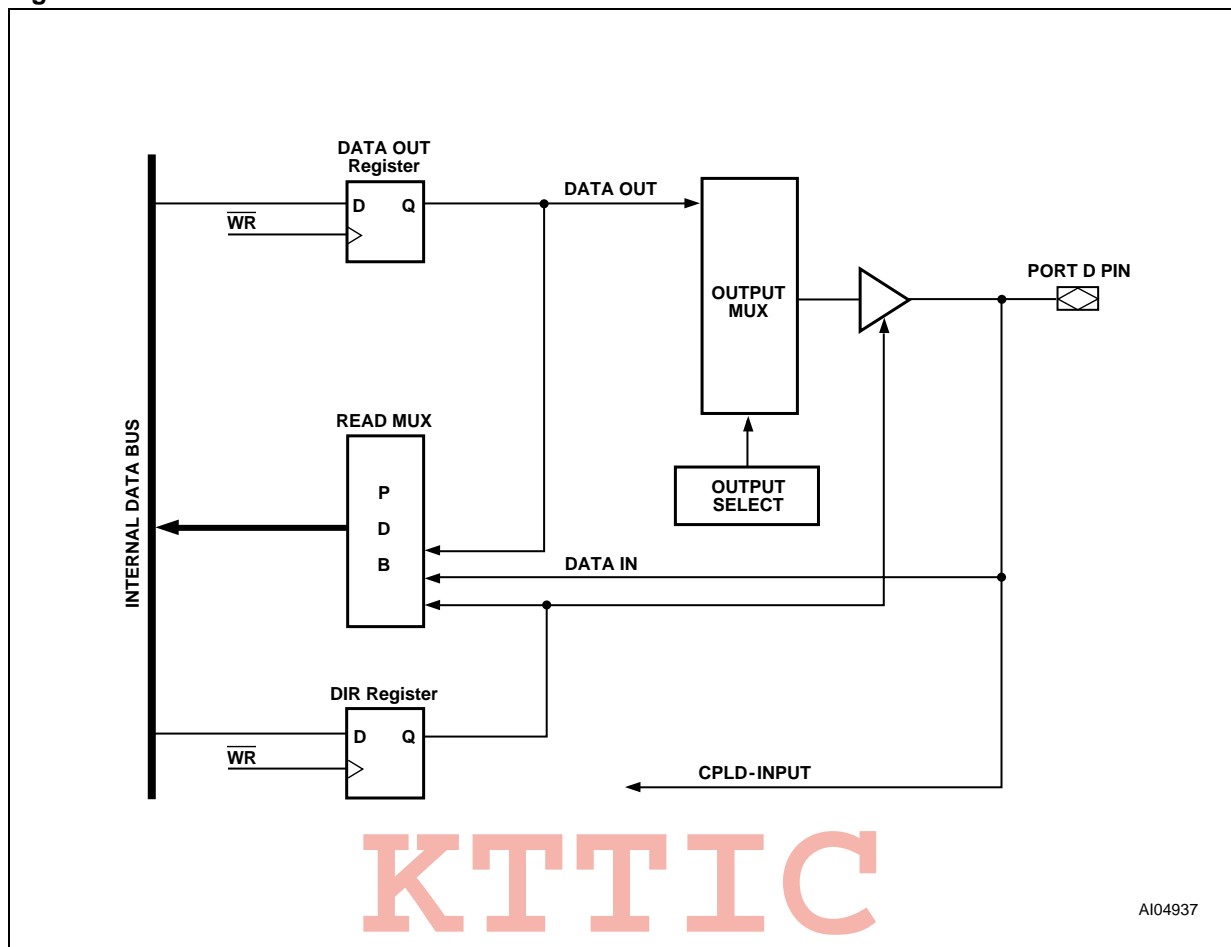 DATA OUT
Register
D Q
WR
DATA OUT
OUTPUT
MUX
PORT D PIN
INTERNAL DATA BUS
READ MUX
P
D
B
OUTPUT
SELECT
DATA IN
DIR Register
D Q
WR
CPLD-INPUT
KTTIC
AI04937